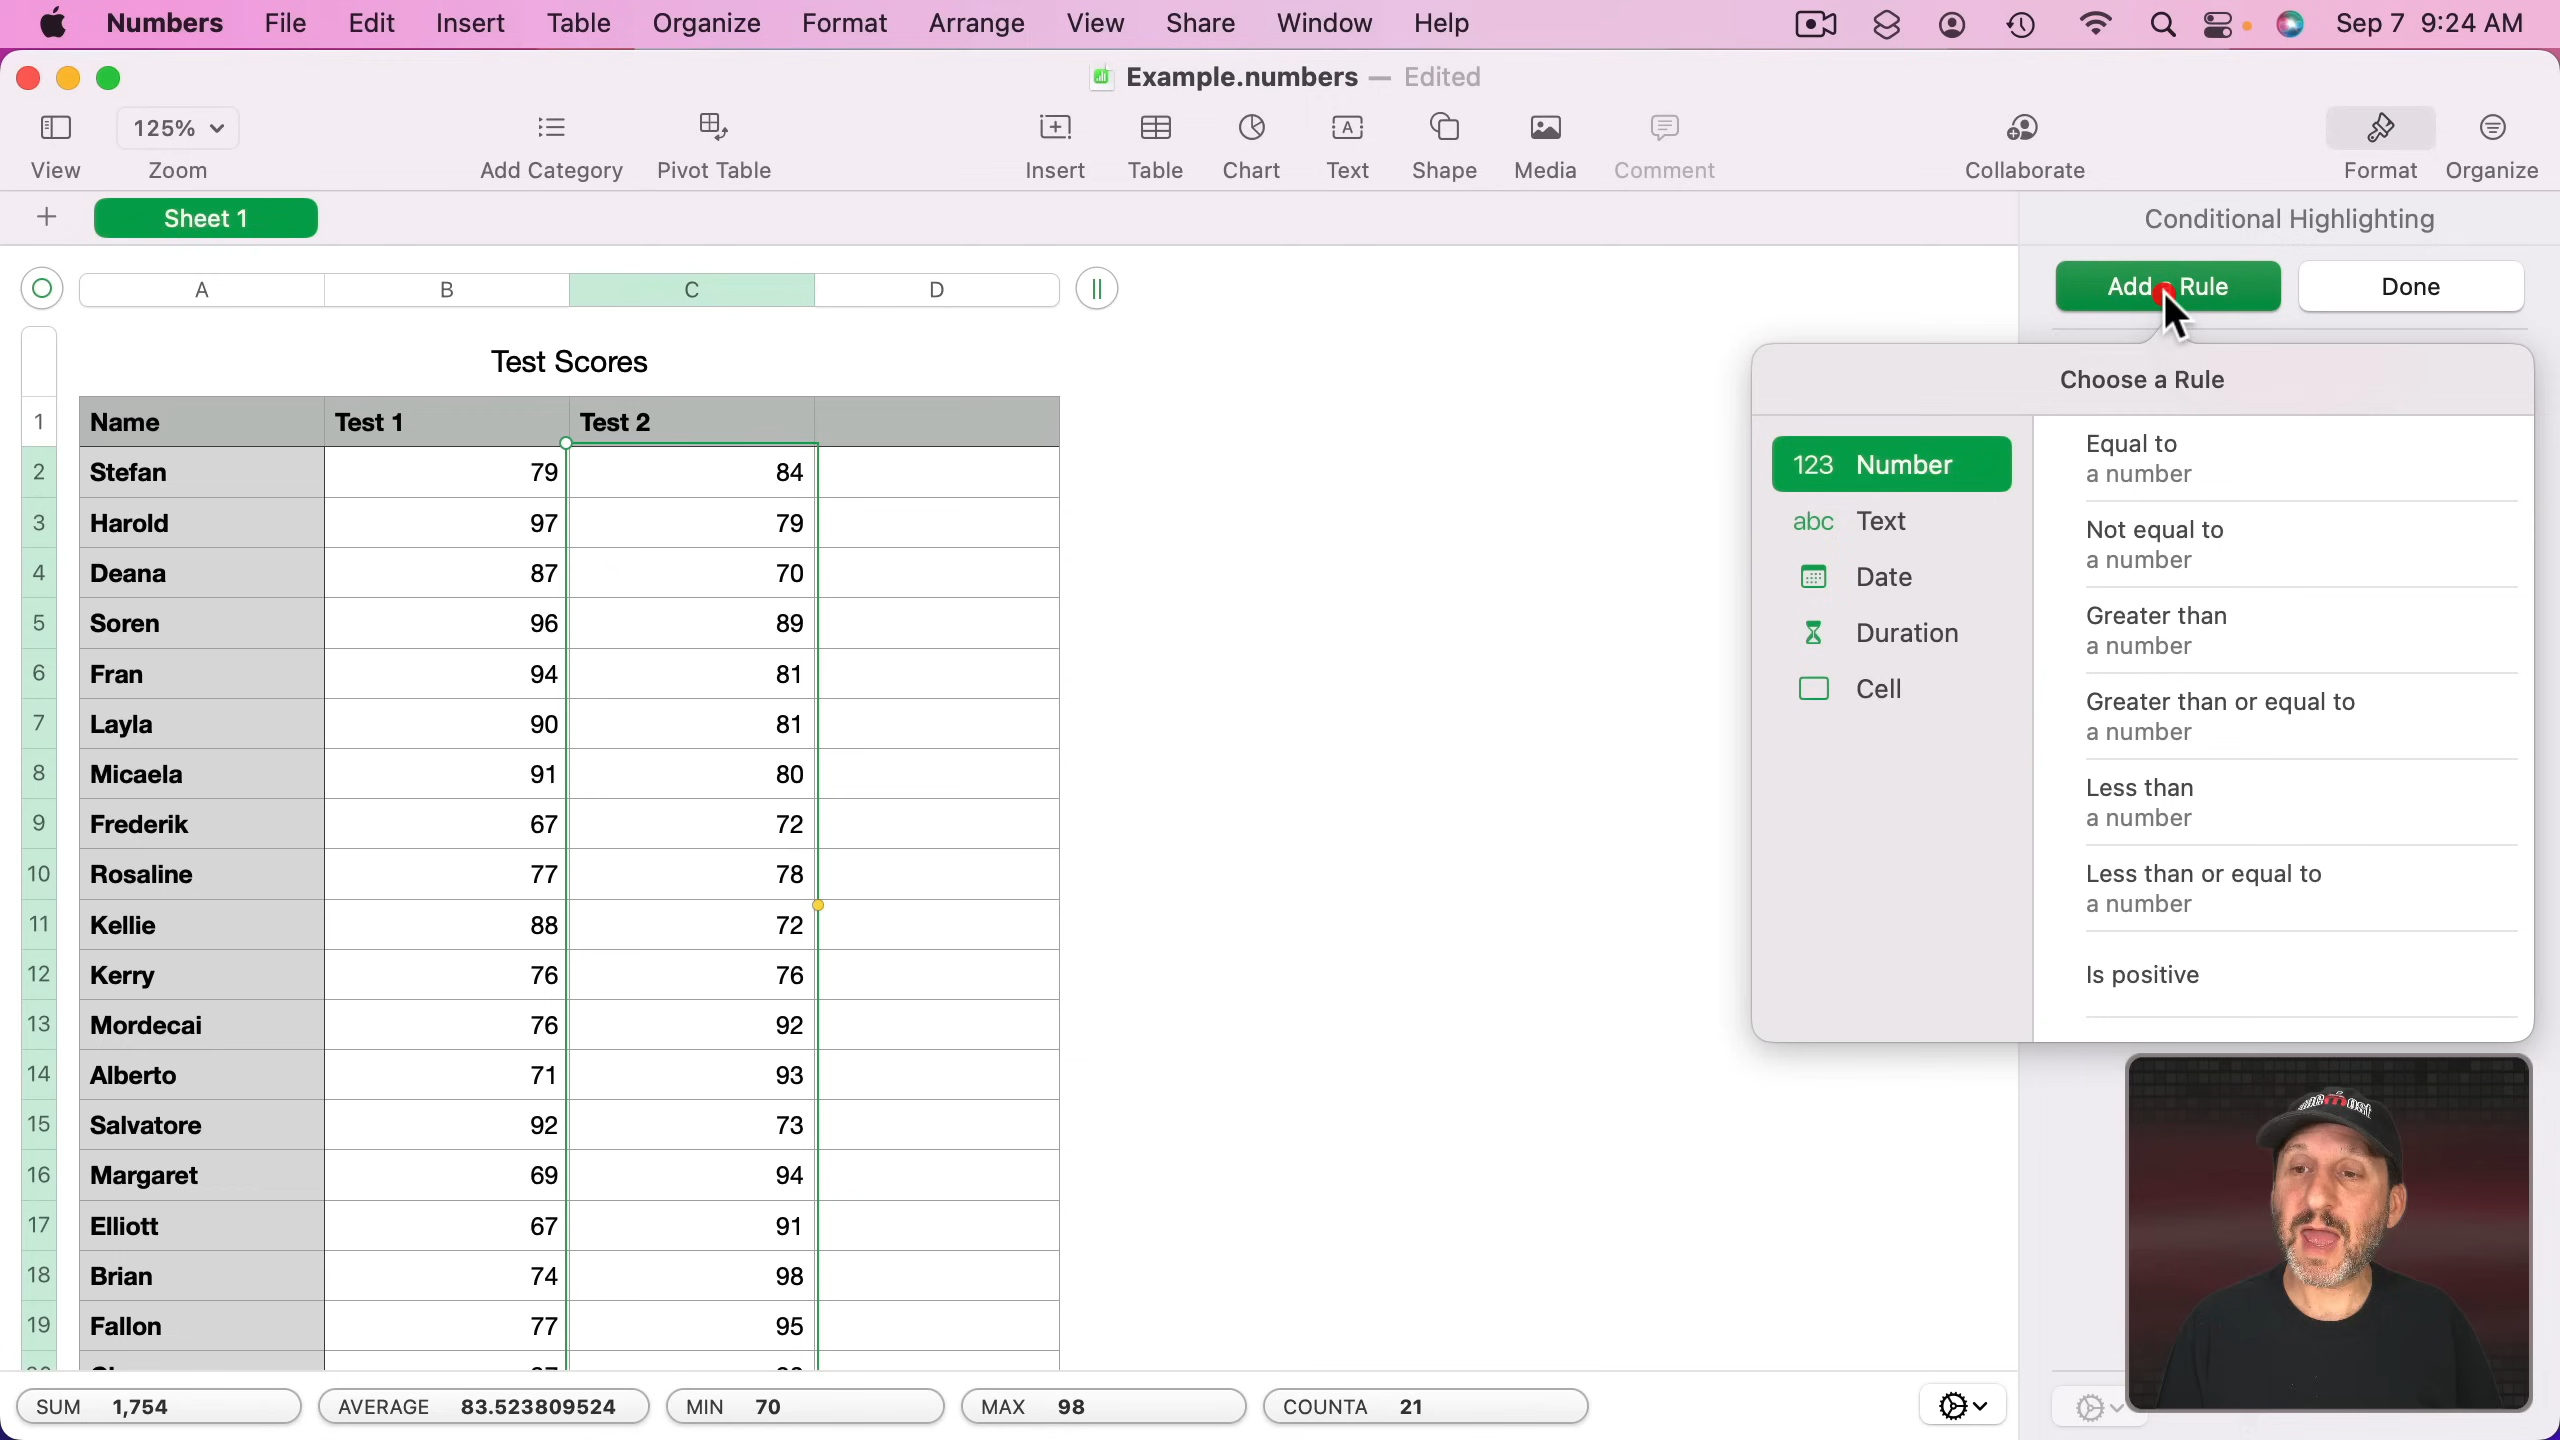 Numbers File Edit Insert Table Organize Format Arrange View Share Window Help Sep 7 9:24 AM
Example.numbers — Edited
125%
View Zoom Add Category Pivot Table Insert Table Chart Text Shape Media Comment Collaborate Format Organize
+ Sheet 1
Conditional Highlighting
Add a Rule Done
A B C D
Test Scores
1 Name Test 1 Test 2
2 Stefan 79 84
3 Harold 97 79
4 Deana 87 70
5 Soren 96 89
6 Fran 94 81
7 Layla 90 81
8 Micaela 91 80
9 Frederik 67 72
10 Rosaline 77 78
11 Kellie 88 72
12 Kerry 76 76
13 Mordecai 76 92
14 Alberto 71 93
15 Salvatore 92 73
16 Margaret 69 94
17 Elliott 67 91
18 Brian 74 98
19 Fallon 77 95
Choose a Rule
123 Number
abc Text
Date
Duration
Cell
Equal to
a number
Not equal to
a number
Greater than
a number
Greater than or equal to
a number
Less than
a number
Less than or equal to
a number
Is positive
SUM 1,754 AVERAGE 83.523809524 MIN 70 MAX 98 COUNTA 21